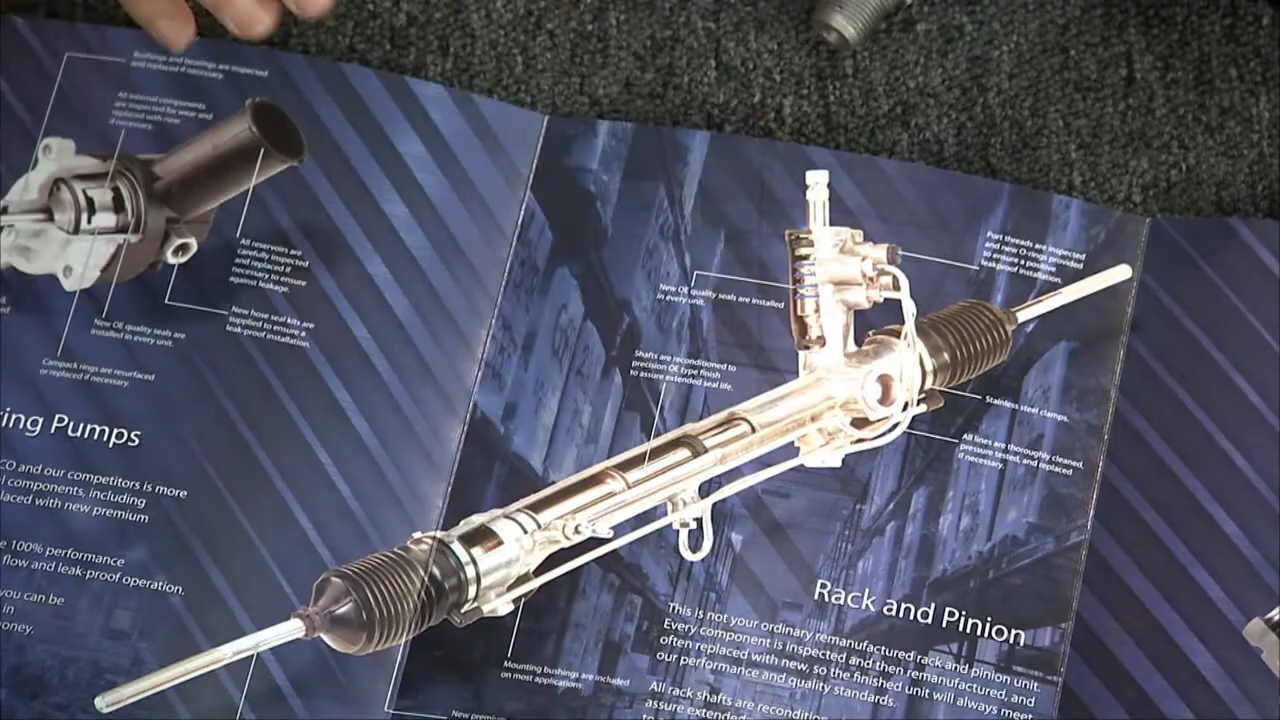 Bushings and bearings are inspected
and replaced if necessary.
All internal components
are inspected for wear and
replaced with new
if necessary.
All reservoirs are
carefully inspected
and replaced if
necessary to ensure
against leakage.
New hose seal kits are
supplied to ensure a
leak-proof installation.
New OE quality seals are
installed in every unit.
Campack rings are resurfaced
or replaced if necessary.
ing Pumps
CO and our competitors is more
l components, including
laced with new premium
e 100% performance
flow and leak-proof operation.
you can be
in
oney.
Port threads are inspected
and new O-rings provided
to ensure a positive
leakproof installation.
New OE quality seals are installed
in every unit.
Shafts are reconditioned to
precision OE type finish
to assure extended seal life.
Stainless steel clamps.
All lines are thoroughly cleaned,
pressure tested, and replaced
if necessary.
Mounting bushings are included
on most applications.
New premium
Rack and Pinion
This is not your ordinary remanufactured rack and pinion unit.
Every component is inspected and then remanufactured, and
often replaced with new, so the finished unit will always meet
our performance and quality standards.
All rack shafts are recondition
assure extended